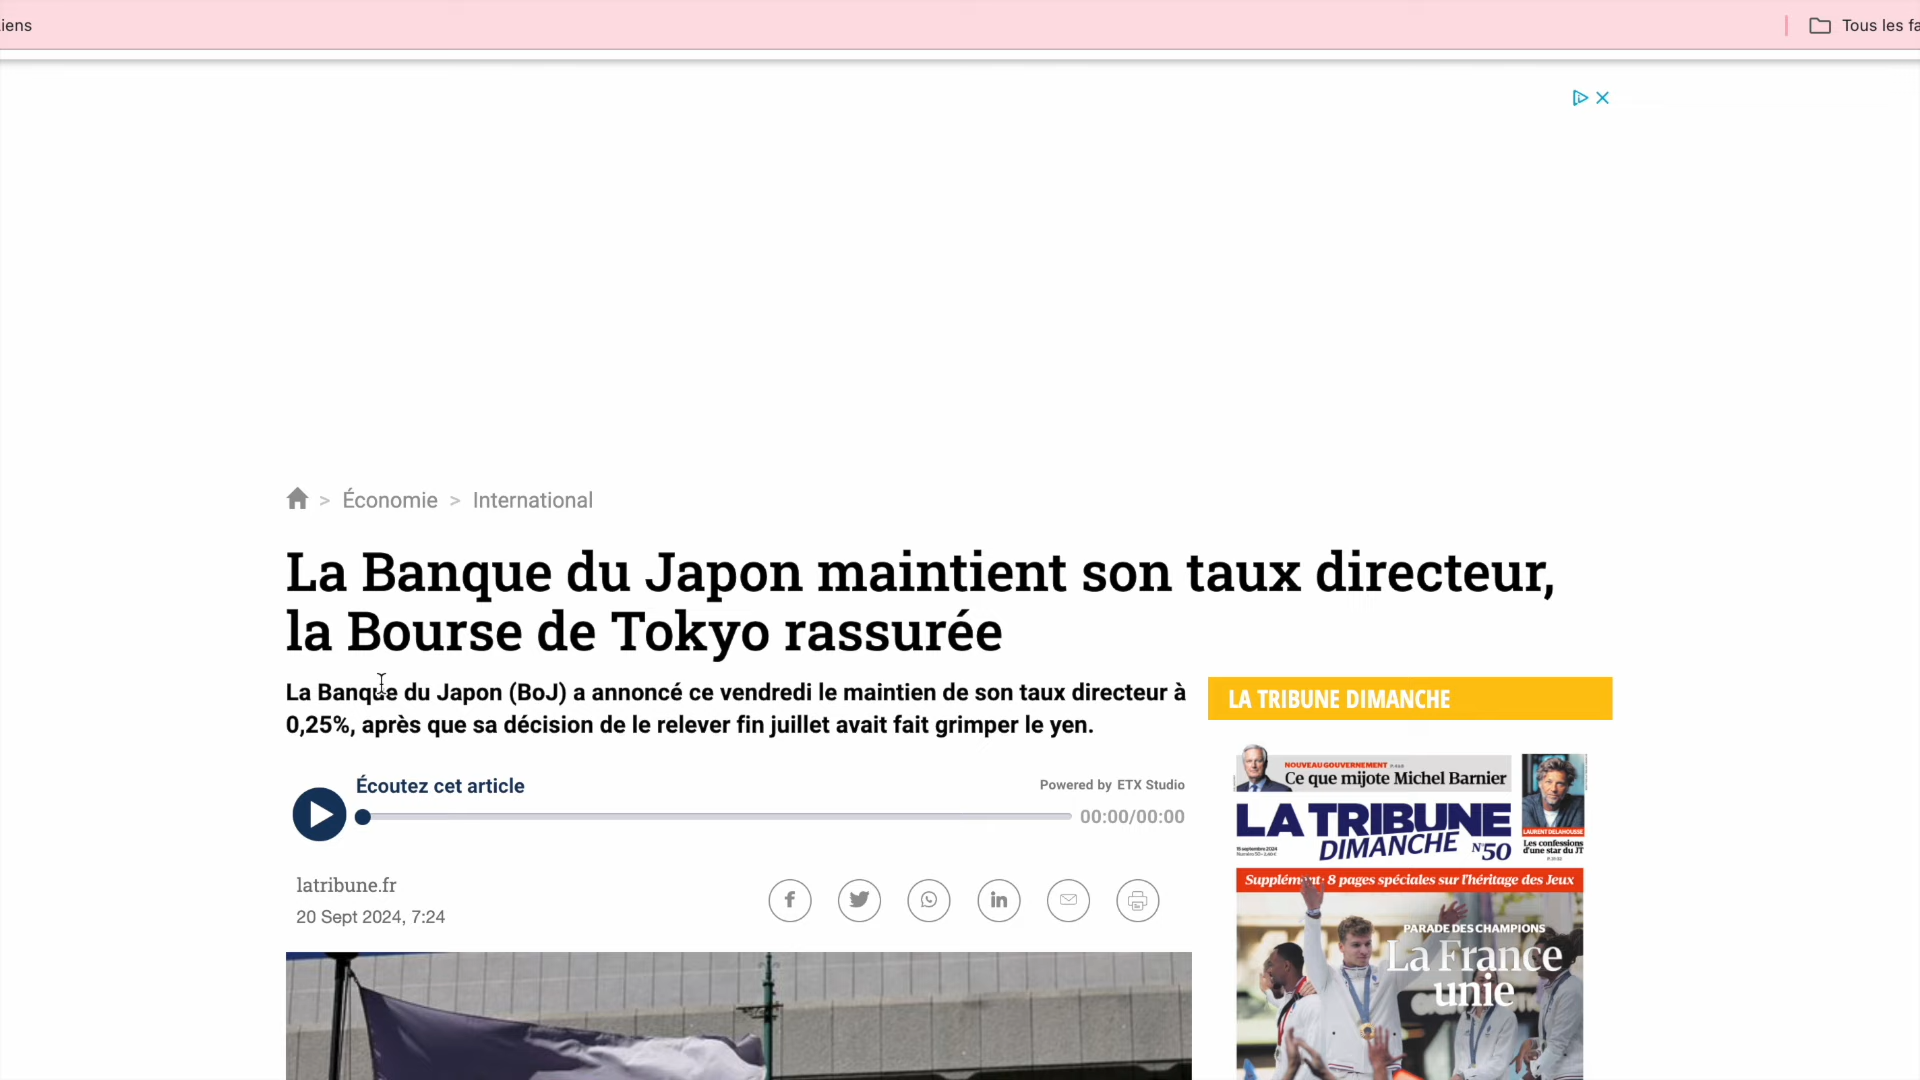 iens
Tous les fa
> Économie > International
La Banque du Japon maintient son taux directeur,
la Bourse de Tokyo rassurée
La Banque du Japon (BoJ) a annoncé ce vendredi le maintien de son taux directeur à
0,25%, après que sa décision de le relever fin juillet avait fait grimper le yen.
Écoutez cet article
Powered by ETX Studio
00:00/00:00
latribune.fr
20 Sept 2024, 7:24
LA TRIBUNE DIMANCHE
NOUVEAU GOUVERNEMENT
Ce que mijote Michel Barnier
LA TRIBUNE
DIMANCHE
N°50
15 septembre 2024
LAURENT DELAHOUSSE
Les confessions
d'une star du JT
Supplément: 8 pages spéciales sur l'héritage des Jeux
PARADE DES CHAMPIONS
La France
unie